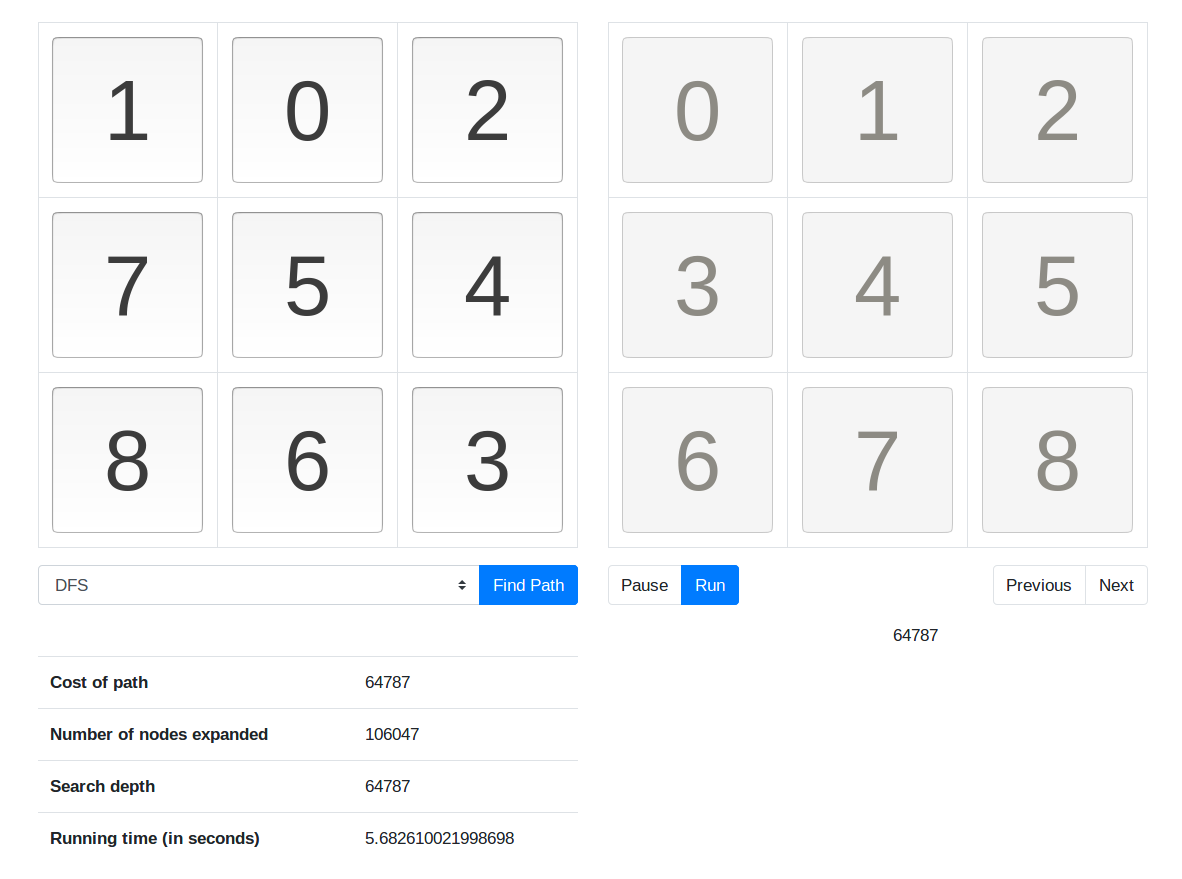 1 0 2
7 5 4
8 6 3
0 1 2
3 4 5
6 7 8
DFS Find Path
Pause Run Previous Next
64787
Cost of path 64787
Number of nodes expanded 106047
Search depth 64787
Running time (in seconds) 5.682610021998698